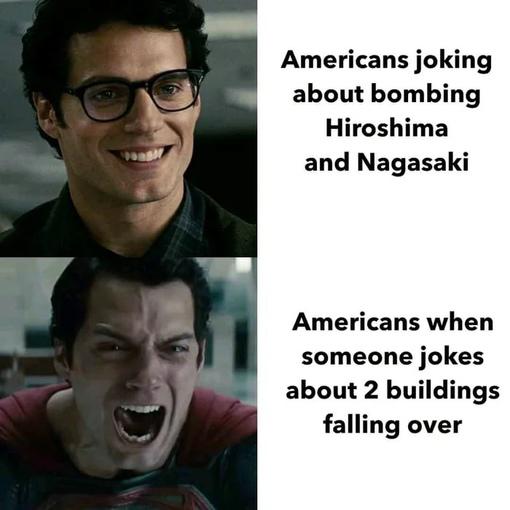 Americans joking
about bombing
Hiroshima
and Nagasaki
Americans when
someone jokes
about 2 buildings
falling over